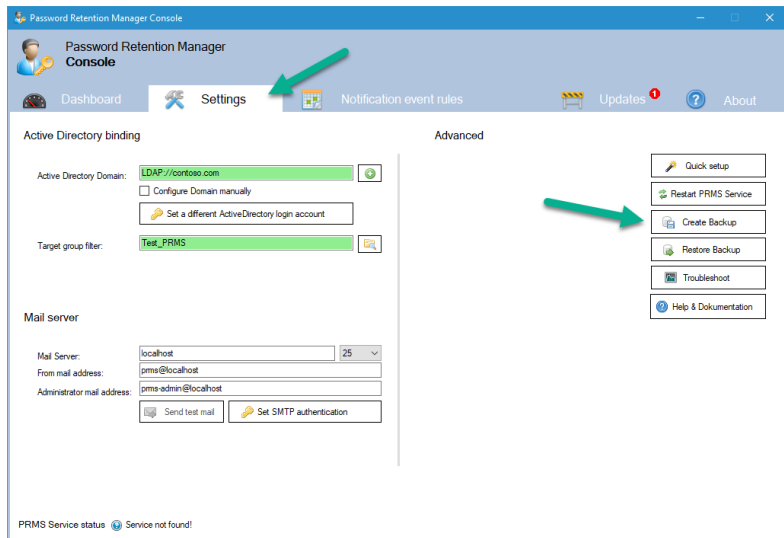 Password Retention Manager Console
Password Retention Manager
Console
Dashboard
Settings
Notification event rules
Updates
1
?
About
Active Directory binding
Active Directory Domain:
LDAP://contoso.com
Configure Domain manually
Set a different ActiveDirectory login account
Target group filter:
Test_PRMS
Mail server
Mail Server:
localhost
25
From mail address:
prms@localhost
Administrator mail address:
prms-admin@localhost
Send test mail
Set SMTP authentication
Advanced
Quick setup
Restart PRMS Service
Create Backup
Restore Backup
Troubleshoot
? Help & Dokumentation
PRMS Service status
Service not found!